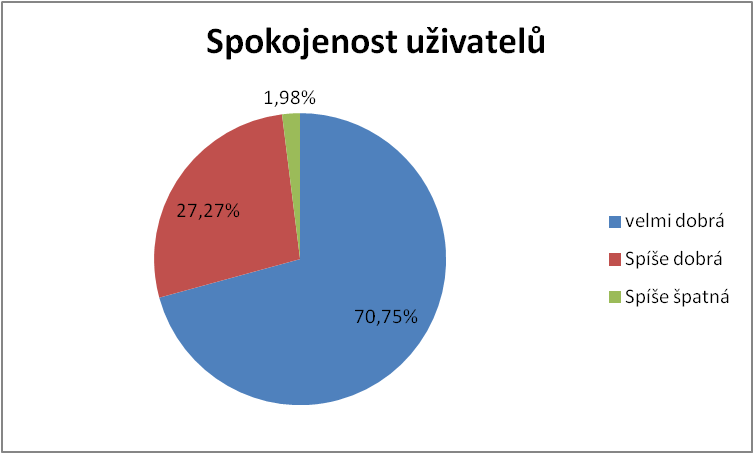 Spokojenost uživatelů
1,98%
27,27%
70,75%
velmi dobrá
Spíše dobrá
Spíše špatná